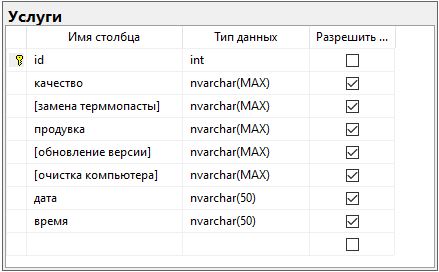 Услуги
Имя столбца Тип данных Разрешить ...
id int
качество nvarchar(MAX)
[замена терммопасты] nvarchar(MAX)
продувка nvarchar(MAX)
[обновление версии] nvarchar(MAX)
[очистка компьютера] nvarchar(MAX)
дата nvarchar(50)
время nvarchar(50)